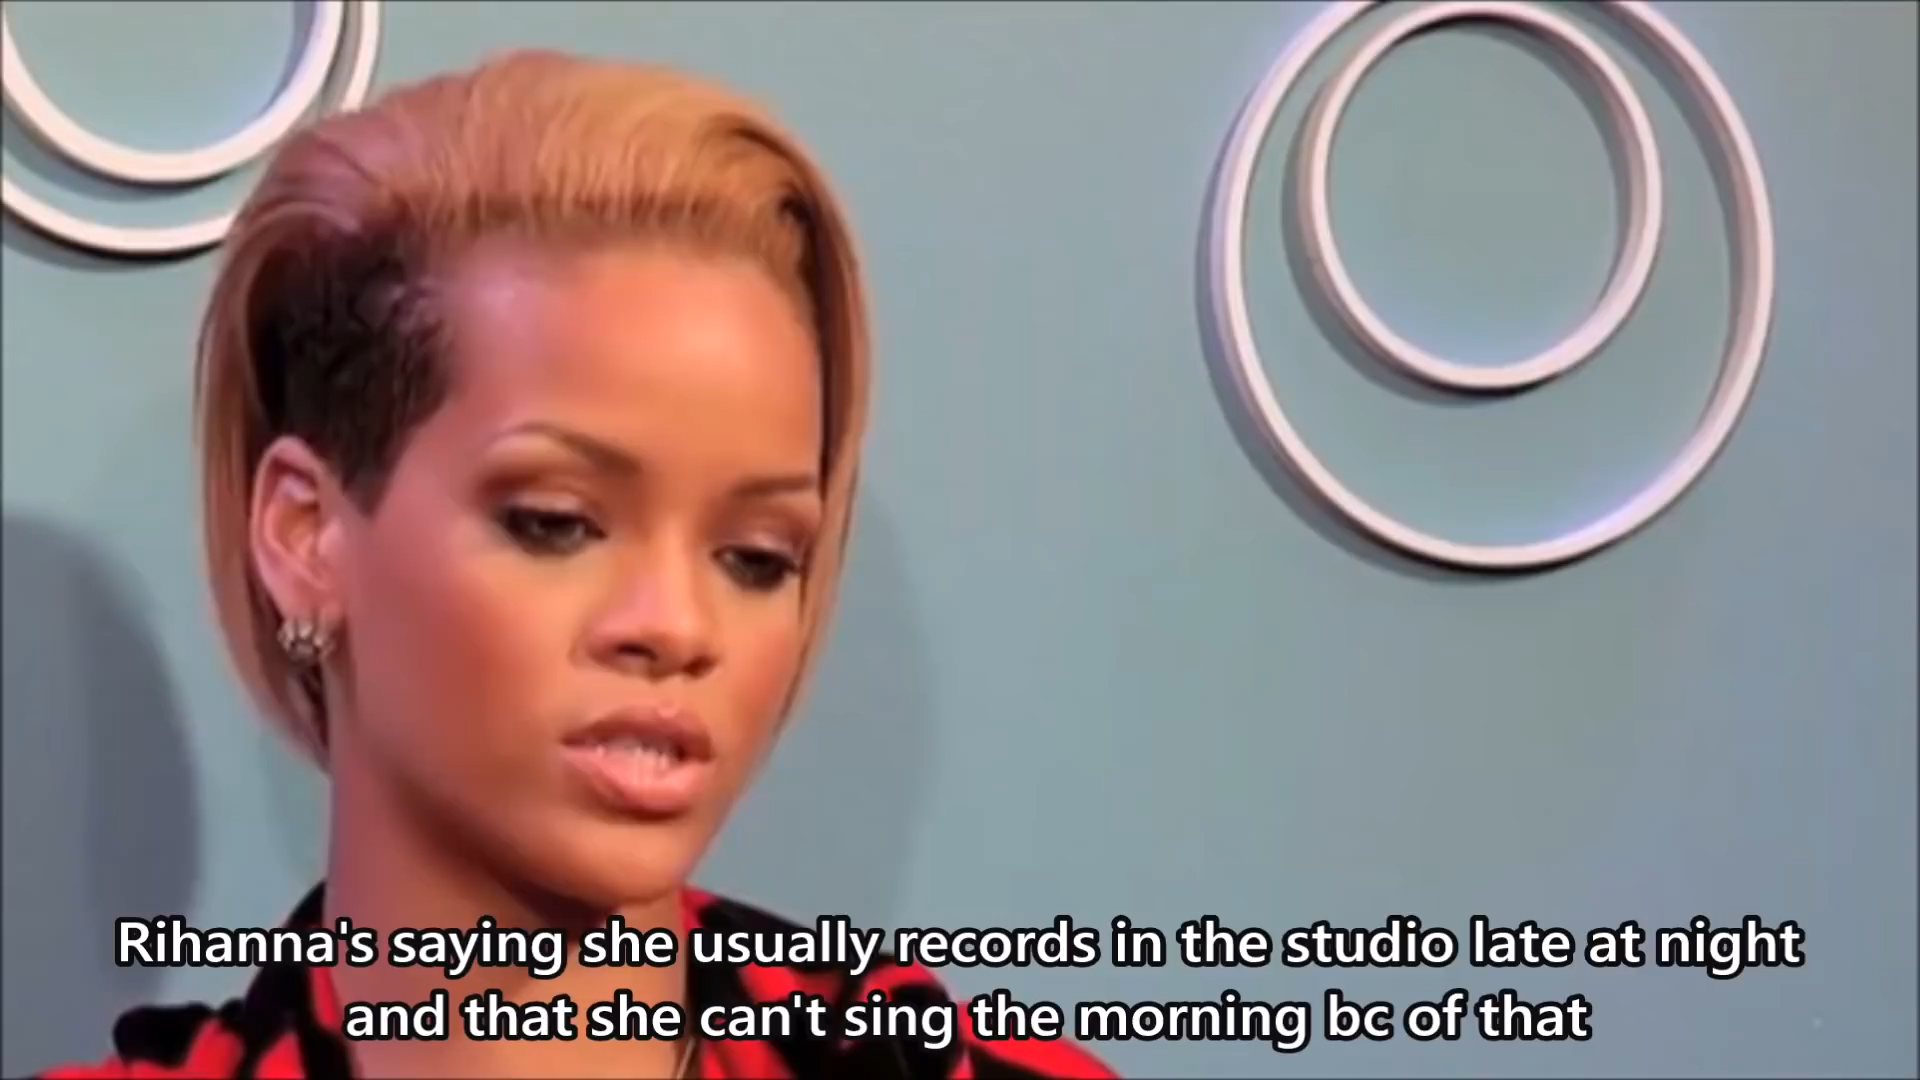 Rihanna's saying she usually records in the studio late at night
and that she can't sing the morning bc of that